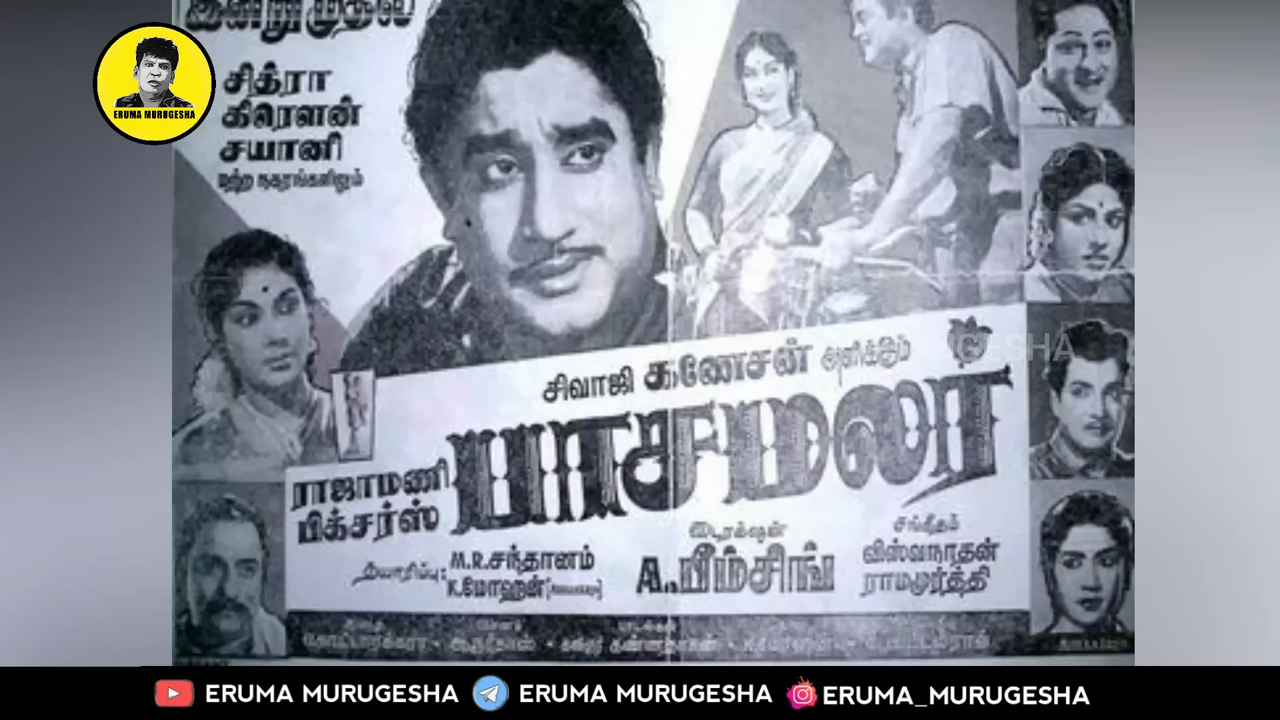 இன்றுமுதல்
ERUMA MURUGESHA
சித்ரா
கிரௌன்
சயானி
மற்ற நகரங்களிலும்
சிவாஜி கணேசன் அளிக்கும்
பாசமலர்
ராஜாமணி
பிக்சர்ஸ்
தயாரிப்பு:
M.R.சந்தானம்
K.மோஹன்
டைரக்‌ஷன்
A.பீம்சிங்
சங்கீதம்
விஸ்வநாதன்
ராமமூர்த்தி
ERUMA MURUGESHA
ERUMA MURUGESHA
ERUMA_MURUGESHA